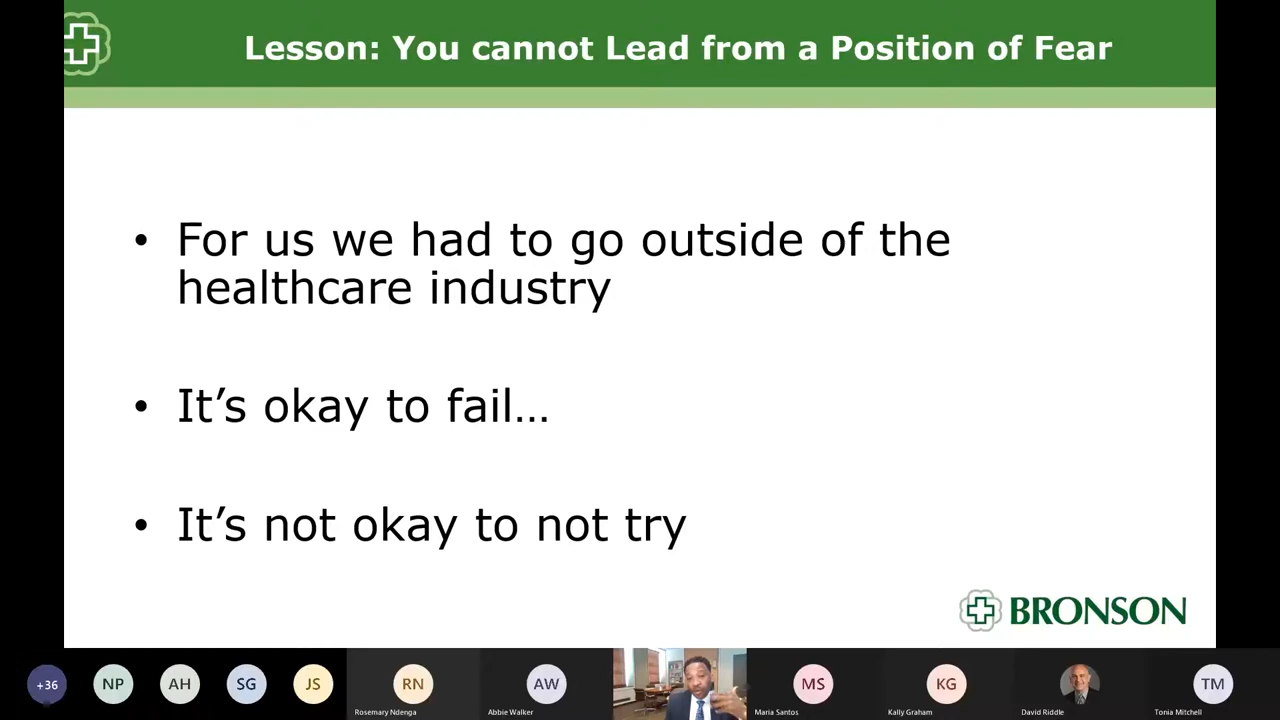 Lesson: You cannot Lead from a Position of Fear
• For us we had to go outside of the
healthcare industry
• It’s okay to fail…
• It’s not okay to not try
BRONSON
+36
NP
AH
SG
JS
RN
Rosemary Ndenga
AW
Abbie Walker
MS
Maria Santos
KG
Kally Graham
David Riddle
TM
Tonia Mitchell